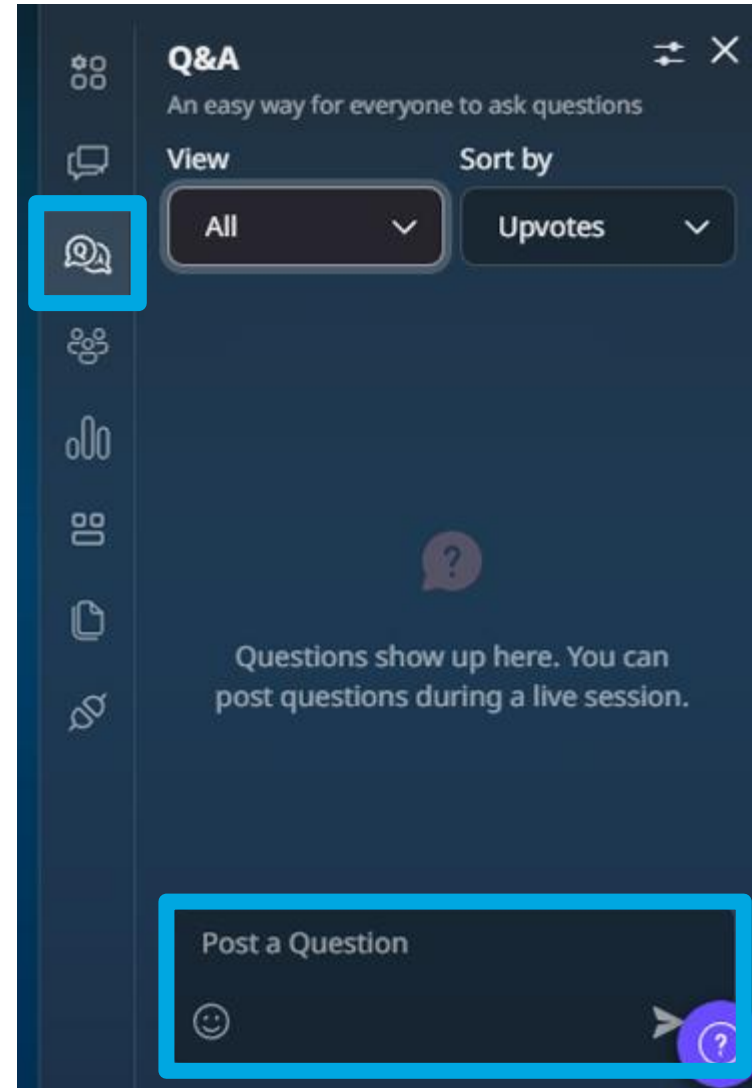 Q&A
An easy way for everyone to ask questions
View
Sort by
All
Upvotes
QA
?
Questions show up here. You can
post questions during a live session.
Post a Question
?